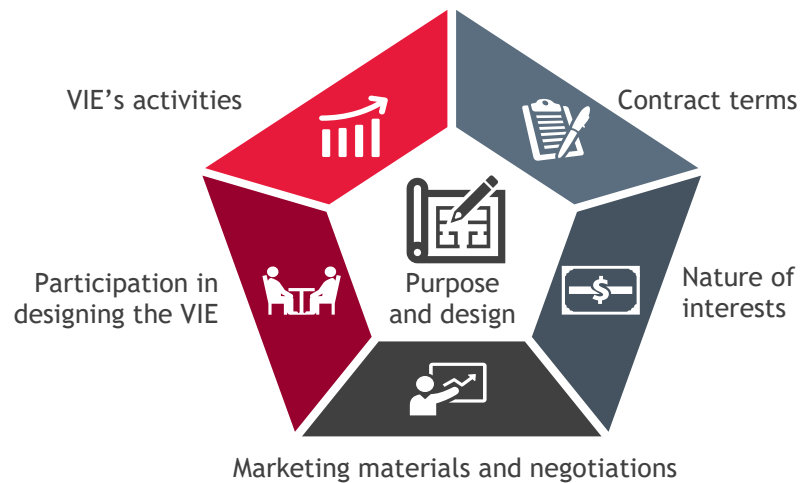 VIE’s activities
Contract terms
Purpose
and design
Participation in
designing the VIE
Nature of
interests
$
Marketing materials and negotiations